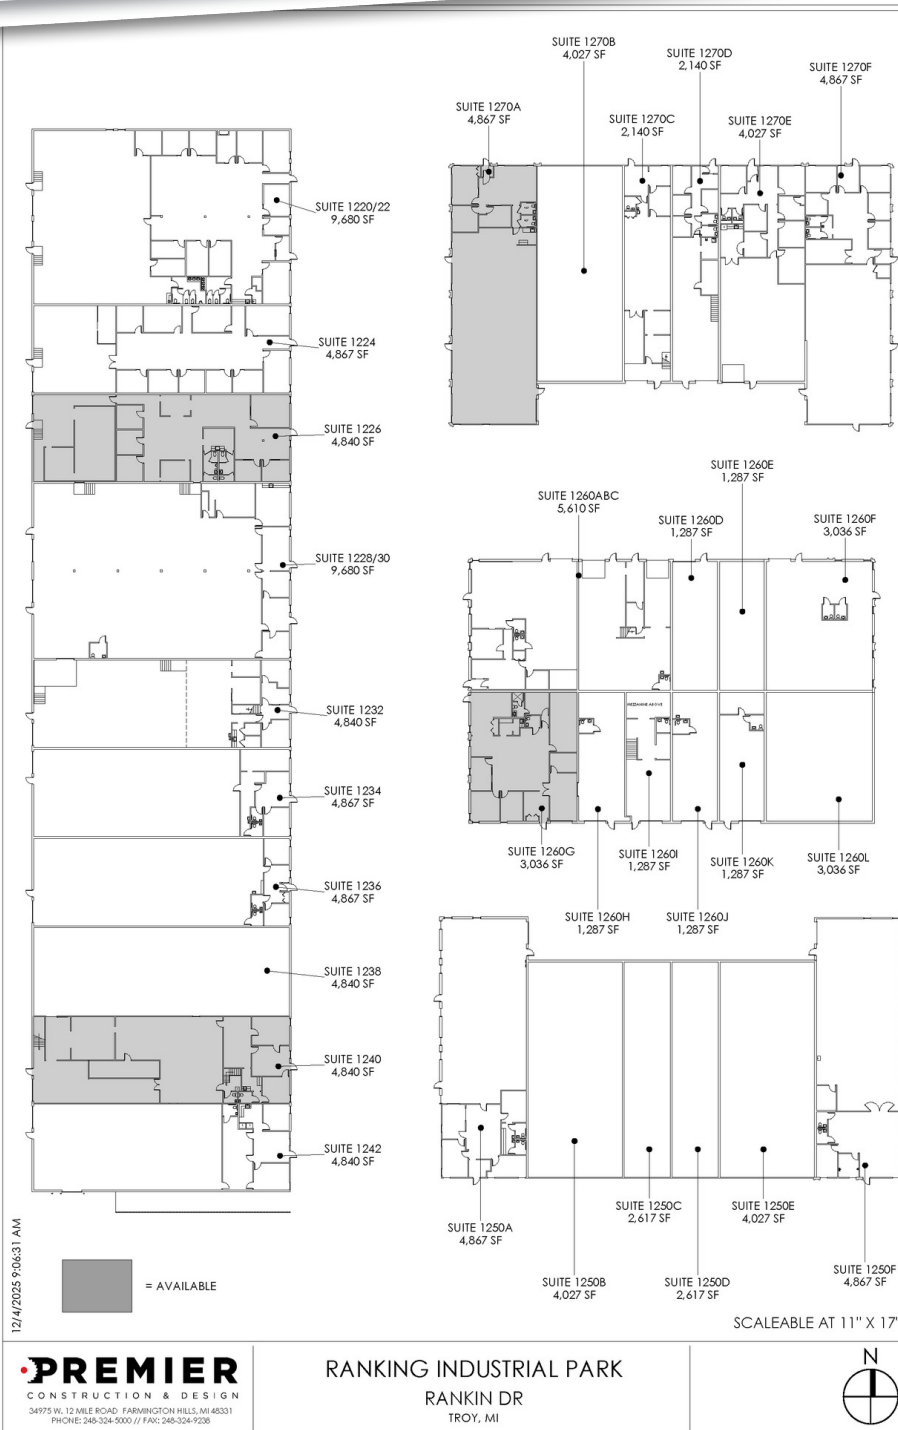 SUITE 1220/22
9,680 SF
SUITE 1224
4,867 SF
SUITE 1226
4,840 SF
SUITE 1228/30
9,680 SF
SUITE 1232
4,840 SF
SUITE 1234
4,867 SF
SUITE 1236
4,867 SF
SUITE 1238
4,840 SF
SUITE 1240
4,840 SF
SUITE 1242
4,840 SF
SUITE 1270A
4,867 SF
SUITE 1270B
4,027 SF
SUITE 1270C
2,140 SF
SUITE 1270D
2,140 SF
SUITE 1270E
4,027 SF
SUITE 1270F
4,867 SF
SUITE 1260ABC
5,610 SF
SUITE 1260D
1,287 SF
SUITE 1260E
1,287 SF
SUITE 1260F
3,036 SF
MEZZANINE ABOVE
SUITE 1260G
3,036 SF
SUITE 1260H
1,287 SF
SUITE 1260I
1,287 SF
SUITE 1260J
1,287 SF
SUITE 1260K
1,287 SF
SUITE 1260L
3,036 SF
SUITE 1250A
4,867 SF
SUITE 1250B
4,027 SF
SUITE 1250C
2,617 SF
SUITE 1250D
2,617 SF
SUITE 1250E
4,027 SF
SUITE 1250F
4,867 SF
12/4/2025 9:06:31 AM
= AVAILABLE
SCALEABLE AT 11" X 17"
PREMIER
CONSTRUCTION & DESIGN
34975 W. 12 MILE ROAD FARMINGTON HILLS, MI 48331
PHONE: 248-324-5000 // FAX: 248-324-9238
RANKING INDUSTRIAL PARK
RANKIN DR
TROY, MI
N